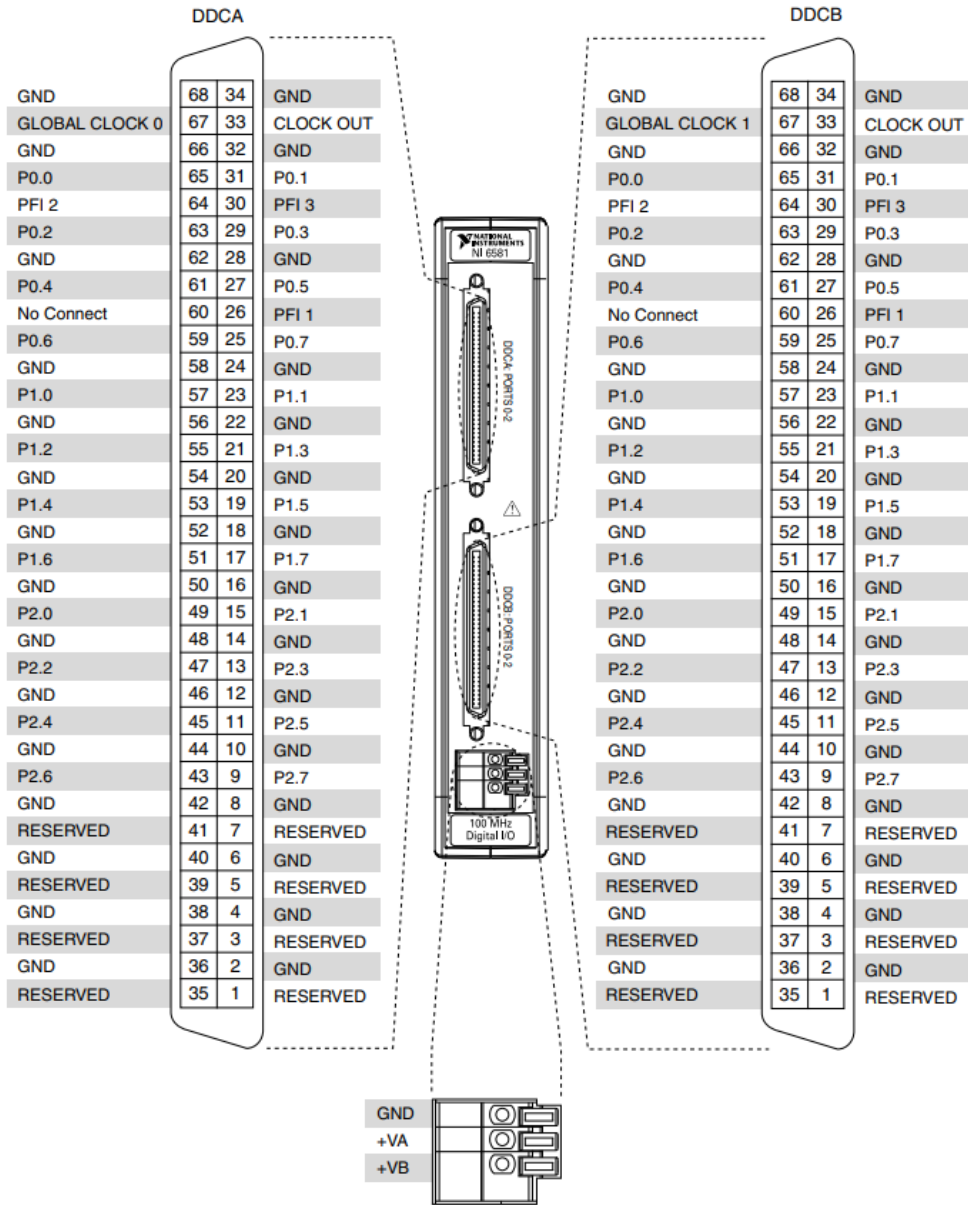 DDCA
GND 68 34 GND
GLOBAL CLOCK 0 67 33 CLOCK OUT
GND 66 32 GND
P0.0 65 31 P0.1
PFI 2 64 30 PFI 3
P0.2 63 29 P0.3
GND 62 28 GND
P0.4 61 27 P0.5
No Connect 60 26 PFI 1
P0.6 59 25 P0.7
GND 58 24 GND
P1.0 57 23 P1.1
GND 56 22 GND
P1.2 55 21 P1.3
GND 54 20 GND
P1.4 53 19 P1.5
GND 52 18 GND
P1.6 51 17 P1.7
GND 50 16 GND
P2.0 49 15 P2.1
GND 48 14 GND
P2.2 47 13 P2.3
GND 46 12 GND
P2.4 45 11 P2.5
GND 44 10 GND
P2.6 43 9 P2.7
GND 42 8 GND
RESERVED 41 7 RESERVED
GND 40 6 GND
RESERVED 39 5 RESERVED
GND 38 4 GND
RESERVED 37 3 RESERVED
GND 36 2 GND
RESERVED 35 1 RESERVED
NATIONAL
INSTRUMENTS
NI 6581
DDCA: PORTS 0-2
DDCB: PORTS 0-2
100 MHz
Digital I/O
DDCB
GND 68 34 GND
GLOBAL CLOCK 1 67 33 CLOCK OUT
GND 66 32 GND
P0.0 65 31 P0.1
PFI 2 64 30 PFI 3
P0.2 63 29 P0.3
GND 62 28 GND
P0.4 61 27 P0.5
No Connect 60 26 PFI 1
P0.6 59 25 P0.7
GND 58 24 GND
P1.0 57 23 P1.1
GND 56 22 GND
P1.2 55 21 P1.3
GND 54 20 GND
P1.4 53 19 P1.5
GND 52 18 GND
P1.6 51 17 P1.7
GND 50 16 GND
P2.0 49 15 P2.1
GND 48 14 GND
P2.2 47 13 P2.3
GND 46 12 GND
P2.4 45 11 P2.5
GND 44 10 GND
P2.6 43 9 P2.7
GND 42 8 GND
RESERVED 41 7 RESERVED
GND 40 6 GND
RESERVED 39 5 RESERVED
GND 38 4 GND
RESERVED 37 3 RESERVED
GND 36 2 GND
RESERVED 35 1 RESERVED
GND
+VA
+VB